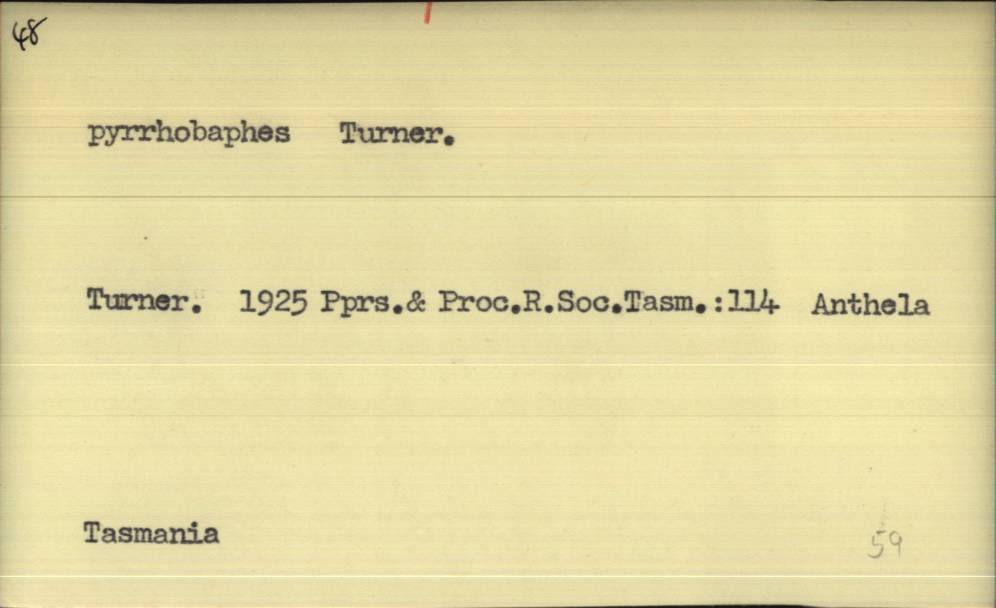 48
pyrrhobaphes Turner.
Turner. 1925 Pprs.& Proc.R.Soc.Tasm.:114 Anthela
Tasmania
59